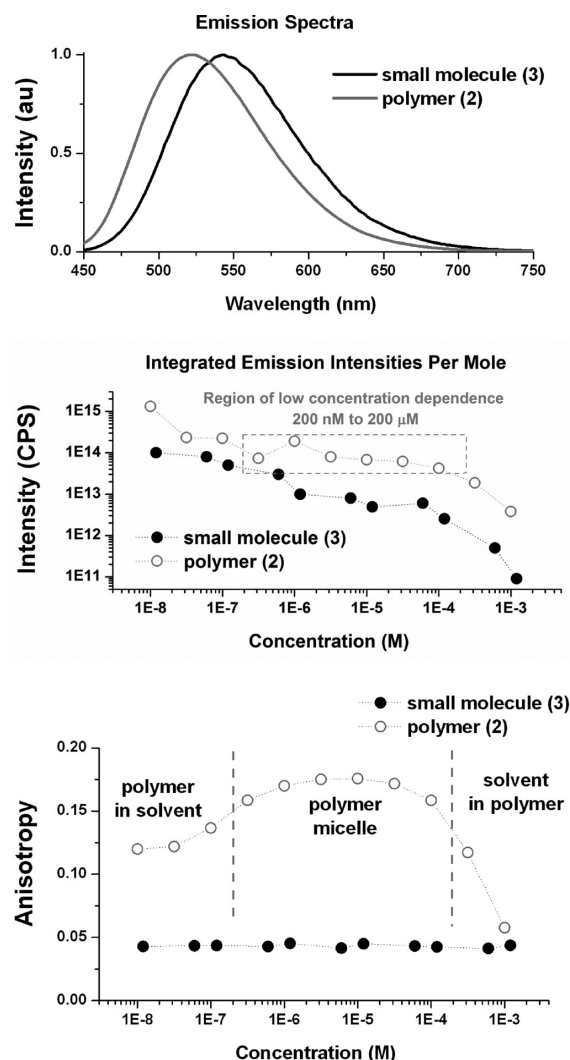 Emission Spectra
small molecule (3)
polymer (2)
Intensity (au)
1.0
0.5
0.0
450 500 550 600 650 700 750
Wavelength (nm)
Integrated Emission Intensities Per Mole
Region of low concentration dependence
200 nM to 200 μM
Intensity (CPS)
1E15
1E14
1E13
1E12
1E11
small molecule (3)
polymer (2)
1E-8 1E-7 1E-6 1E-5 1E-4 1E-3
Concentration (M)
small molecule (3)
polymer (2)
Anisotropy
0.20
0.15
0.10
0.05
0.00
polymer
in solvent
polymer
micelle
solvent
in polymer
1E-8 1E-7 1E-6 1E-5 1E-4 1E-3
Concentration (M)